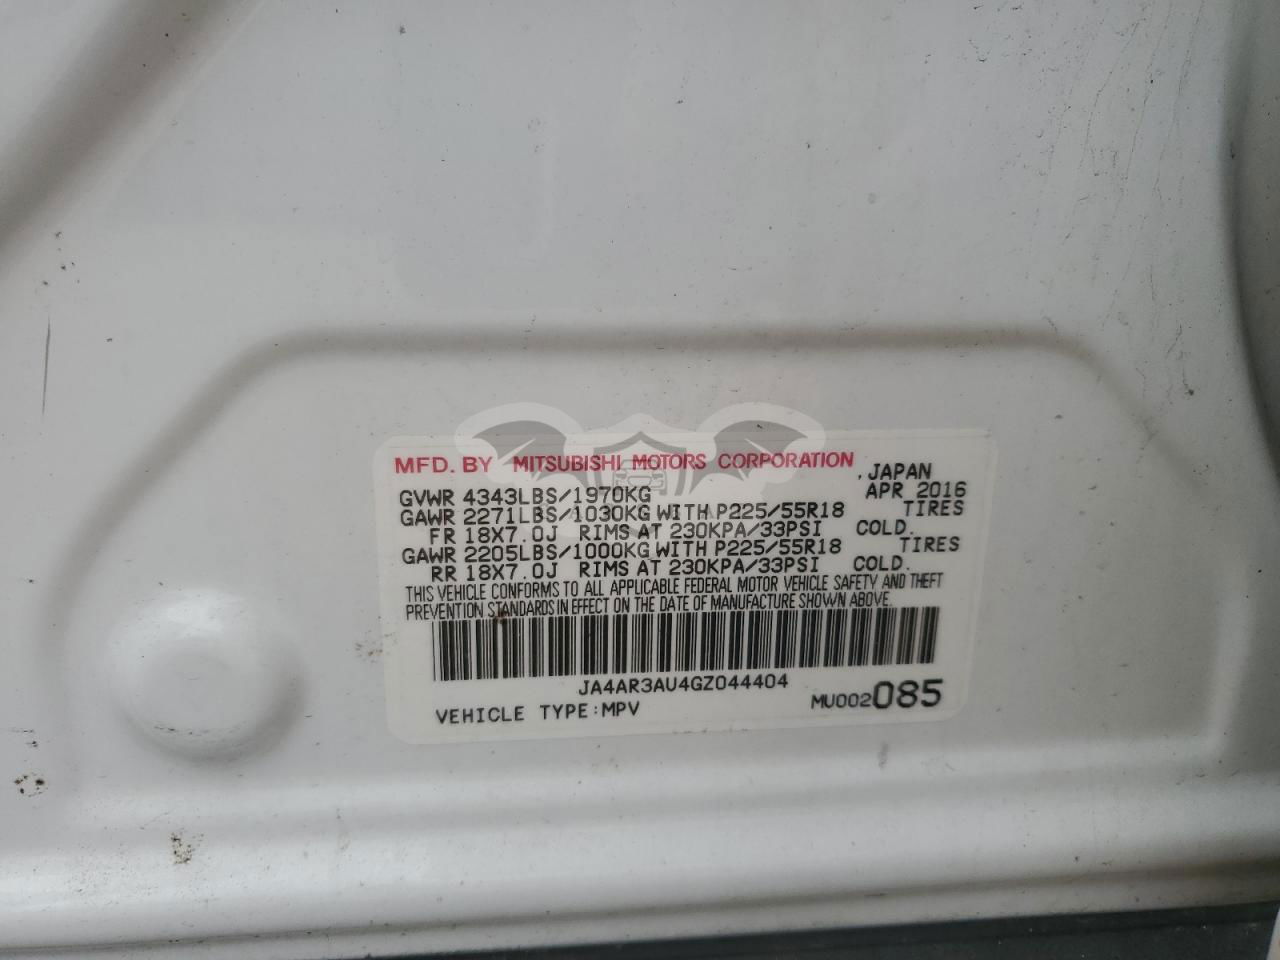 MFD. BY MITSUBISHI MOTORS CORPORATION ,JAPAN
GVWR 4343LBS/1970KG APR 2016
GAWR 2271LBS/1030KG WITH P225/55R18 TIRES
FR 18X7.0J RIMS AT 230KPA/33PSI COLD.
GAWR 2205LBS/1000KG WITH P225/55R18 TIRES
RR 18X7.0J RIMS AT 230KPA/33PSI COLD.
THIS VEHICLE CONFORMS TO ALL APPLICABLE FEDERAL MOTOR VEHICLE SAFETY AND THEFT
PREVENTION STANDARDS IN EFFECT ON THE DATE OF MANUFACTURE SHOWN ABOVE.
JA4AR3AU4GZ044404
VEHICLE TYPE:MPV MU002085